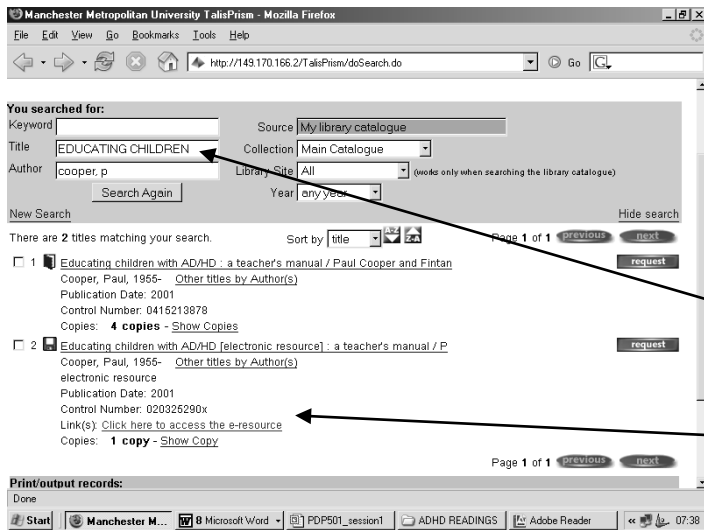 Manchester Metropolitan University TalisPrism - Mozilla Firefox
File Edit View Go Bookmarks Tools Help
http://149.170.166.2/TalisPrism/doSearch.do Go G
You searched for:
Keyword Source My library catalogue
Title EDUCATING CHILDREN Collection Main Catalogue
Author cooper, p Library Site All (works only when searching the library catalogue)
Search Again Year any year
New Search Hide search
There are 2 titles matching your search. Sort by title A-Z Z-A Page 1 of 1 previous next
1 Educating children with AD/HD : a teacher's manual / Paul Cooper and Fintan request
Cooper, Paul, 1955- Other titles by Author(s)
Publication Date: 2001
Control Number: 0415213878
Copies: 4 copies - Show Copies
2 Educating children with AD/HD [electronic resource] : a teacher's manual / P request
Cooper, Paul, 1955- Other titles by Author(s)
electronic resource
Publication Date: 2001
Control Number: 020325290x
Link(s): Click here to access the e-resource
Copies: 1 copy - Show Copy
Page 1 of 1 previous next
Print/output records:
Done
Start Manchester M... 8 Microsoft Word PDP501_session1 ADHD READINGS Adobe Reader « 07:38